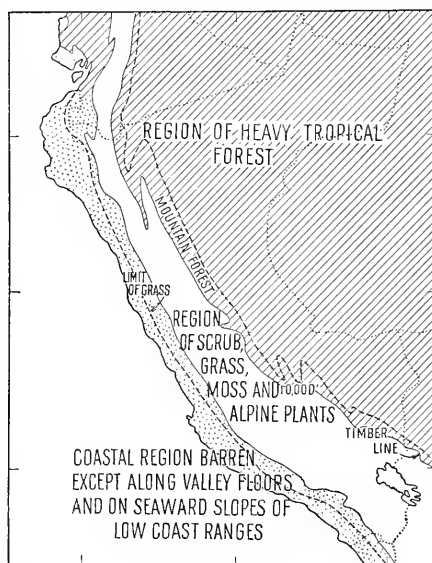 REGION OF HEAVY TROPICAL
FOREST
MOUNTAIN FOREST
LIMIT
OF GRASS
REGION
OF SCRUB,
GRASS,
MOSS AND
10,000'
ALPINE PLANTS
TIMBER
LINE
COASTAL REGION BARREN
EXCEPT ALONG VALLEY FLOORS
AND ON SEAWARD SLOPES OF
LOW COAST RANGES